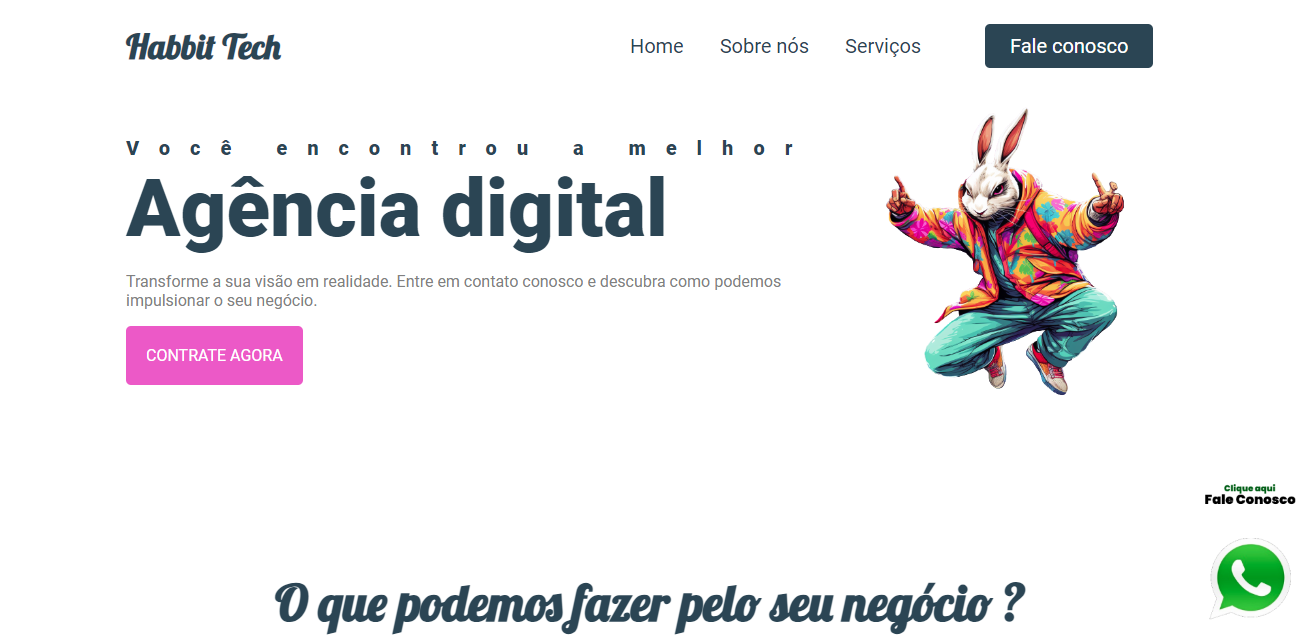 Habbit Tech
Home
Sobre nós
Serviços
Fale conosco
Você encontrou a melhor
Agência digital
Transforme a sua visão em realidade. Entre em contato conosco e descubra como podemos
impulsionar o seu negócio.
CONTRATE AGORA
Clique aqui
Fale Conosco
O que podemos fazer pelo seu negócio ?